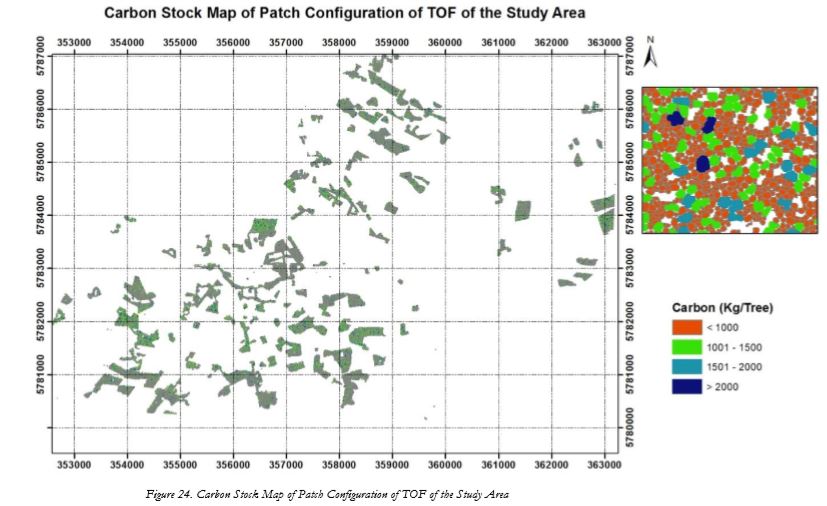 Carbon Stock Map of Patch Configuration of TOF of the Study Area
353000 354000 355000 356000 357000 358000 359000 360000 361000 362000 363000
N
5787000 5787000
5786000 5786000
5785000 5785000
5784000 5784000
5783000 5783000
5782000 5782000
5781000 5781000
5780000
353000 354000 355000 356000 357000 358000 359000 360000 361000 362000 363000
Carbon (Kg/Tree)
< 1000
1001 - 1500
1501 - 2000
> 2000
Figure 24. Carbon Stock Map of Patch Configuration of TOF of the Study Area